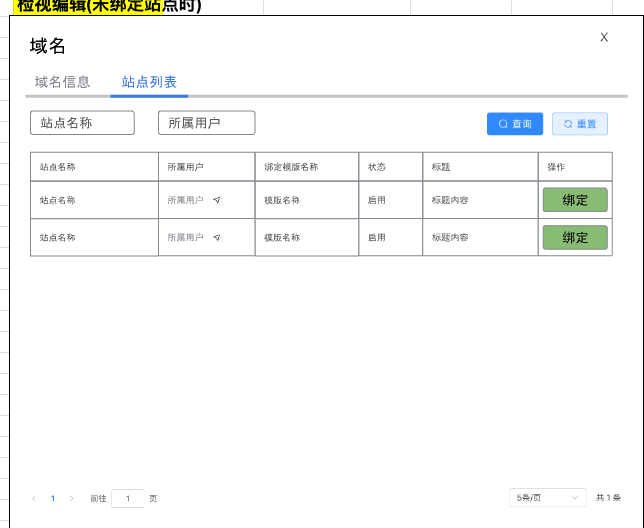 检视编辑(未绑定站点时)
域名 X
域名信息 站点列表
站点名称 所属用户 查询 重置
站点名称 所属用户 绑定模版名称 状态 标题 操作
站点名称 所属用户 模版名称 启用 标题内容 绑定
站点名称 所属用户 模版名称 启用 标题内容 绑定
1 前往 1 页 5条/页 共 1 条